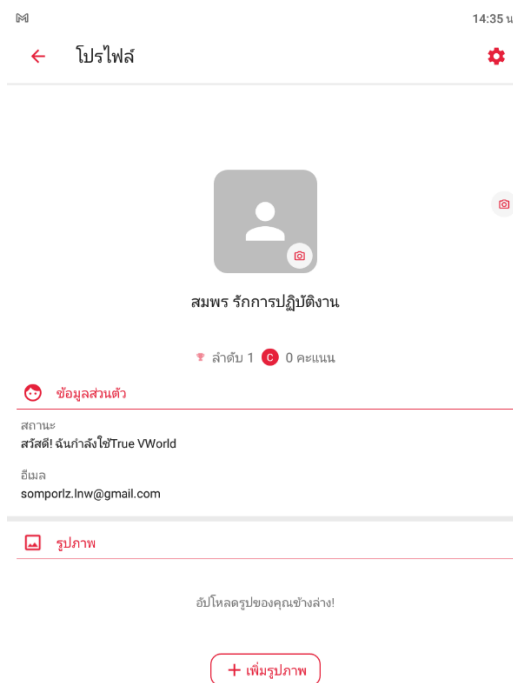 14:35 น
โปรไฟล์
สมพร รักการปฏิบัติงาน
ลำดับ 1 C 0 คะแนน
ข้อมูลส่วนตัว
สถานะ
สวัสดี! ฉันกำลังใช้True VWorld
อีเมล
somporlz.lnw@gmail.com
รูปภาพ
อัปโหลดรูปของคุณข้างล่าง!
+ เพิ่มรูปภาพ